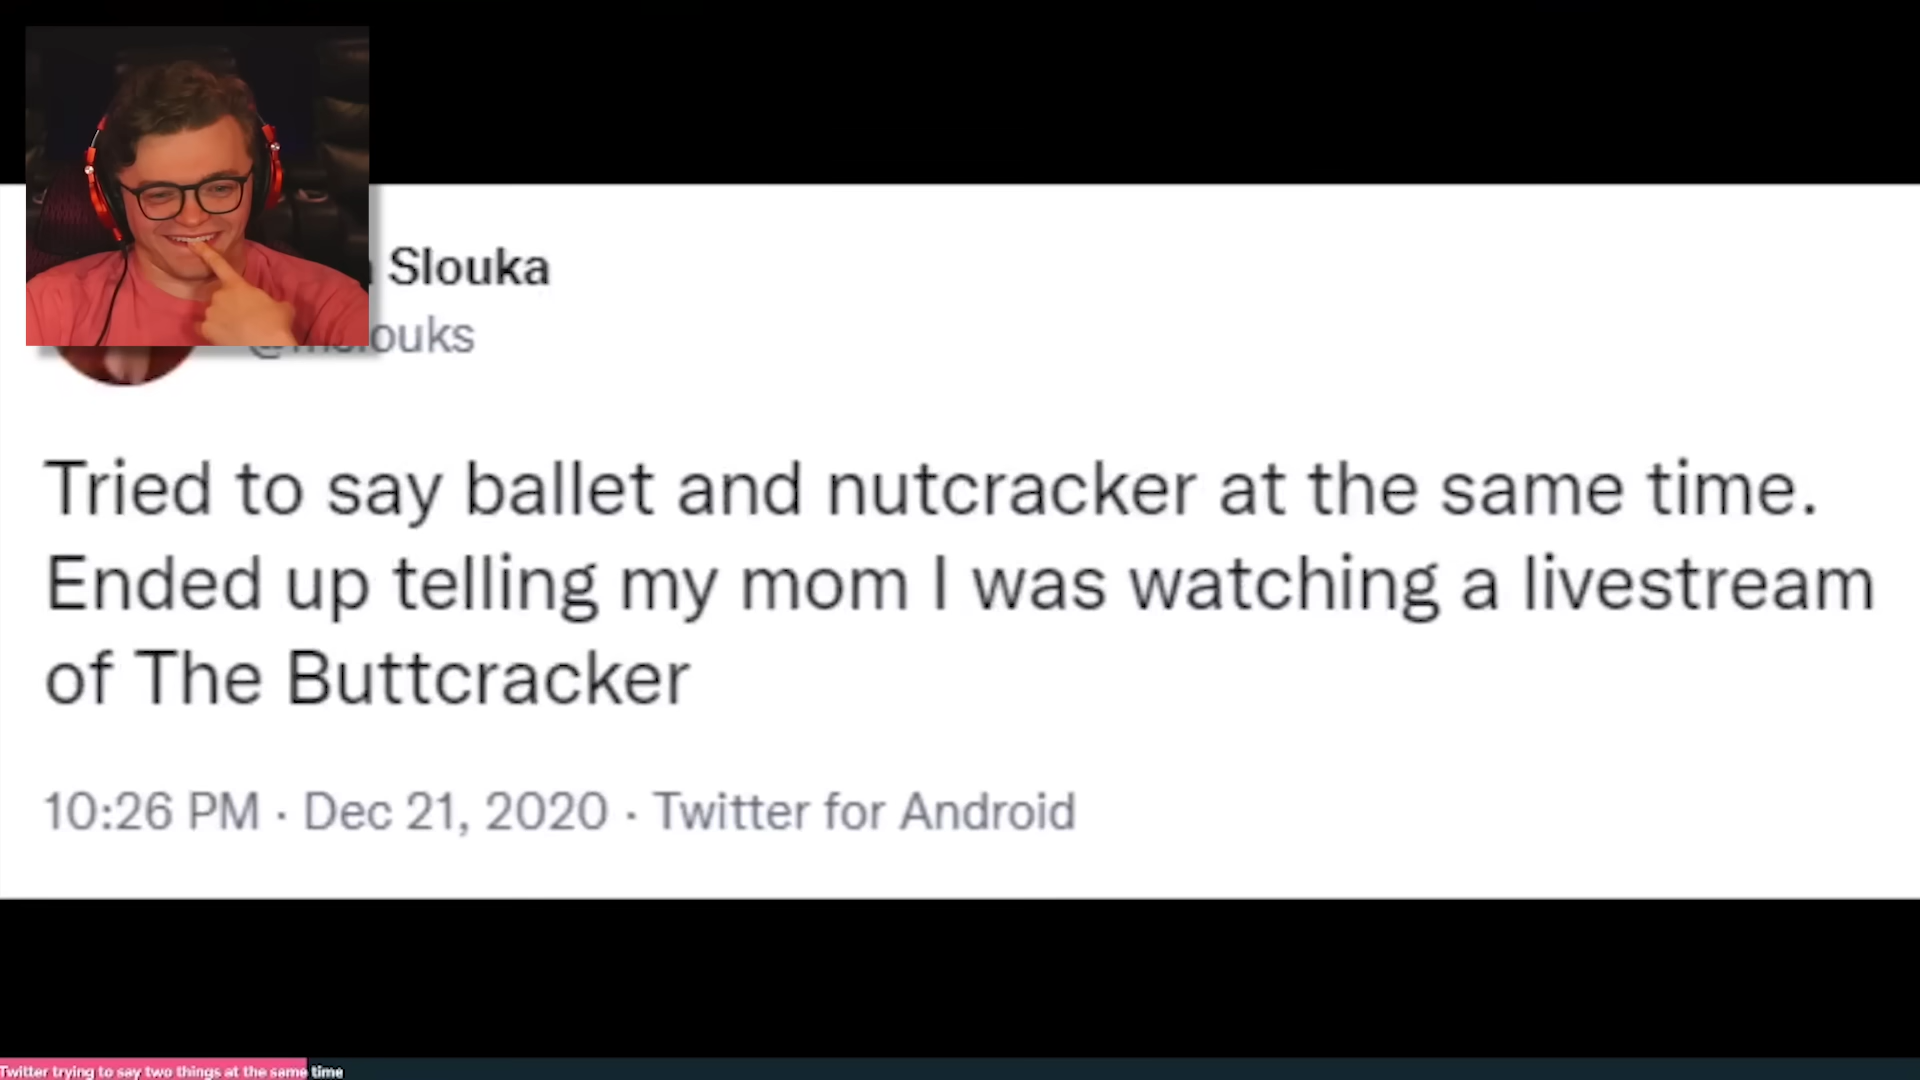 Slouka
Tried to say ballet and nutcracker at the same time.
Ended up telling my mom I was watching a livestream
of The Buttcracker
10:26 PM · Dec 21, 2020 · Twitter for Android
Twitter trying to say two things at the same time